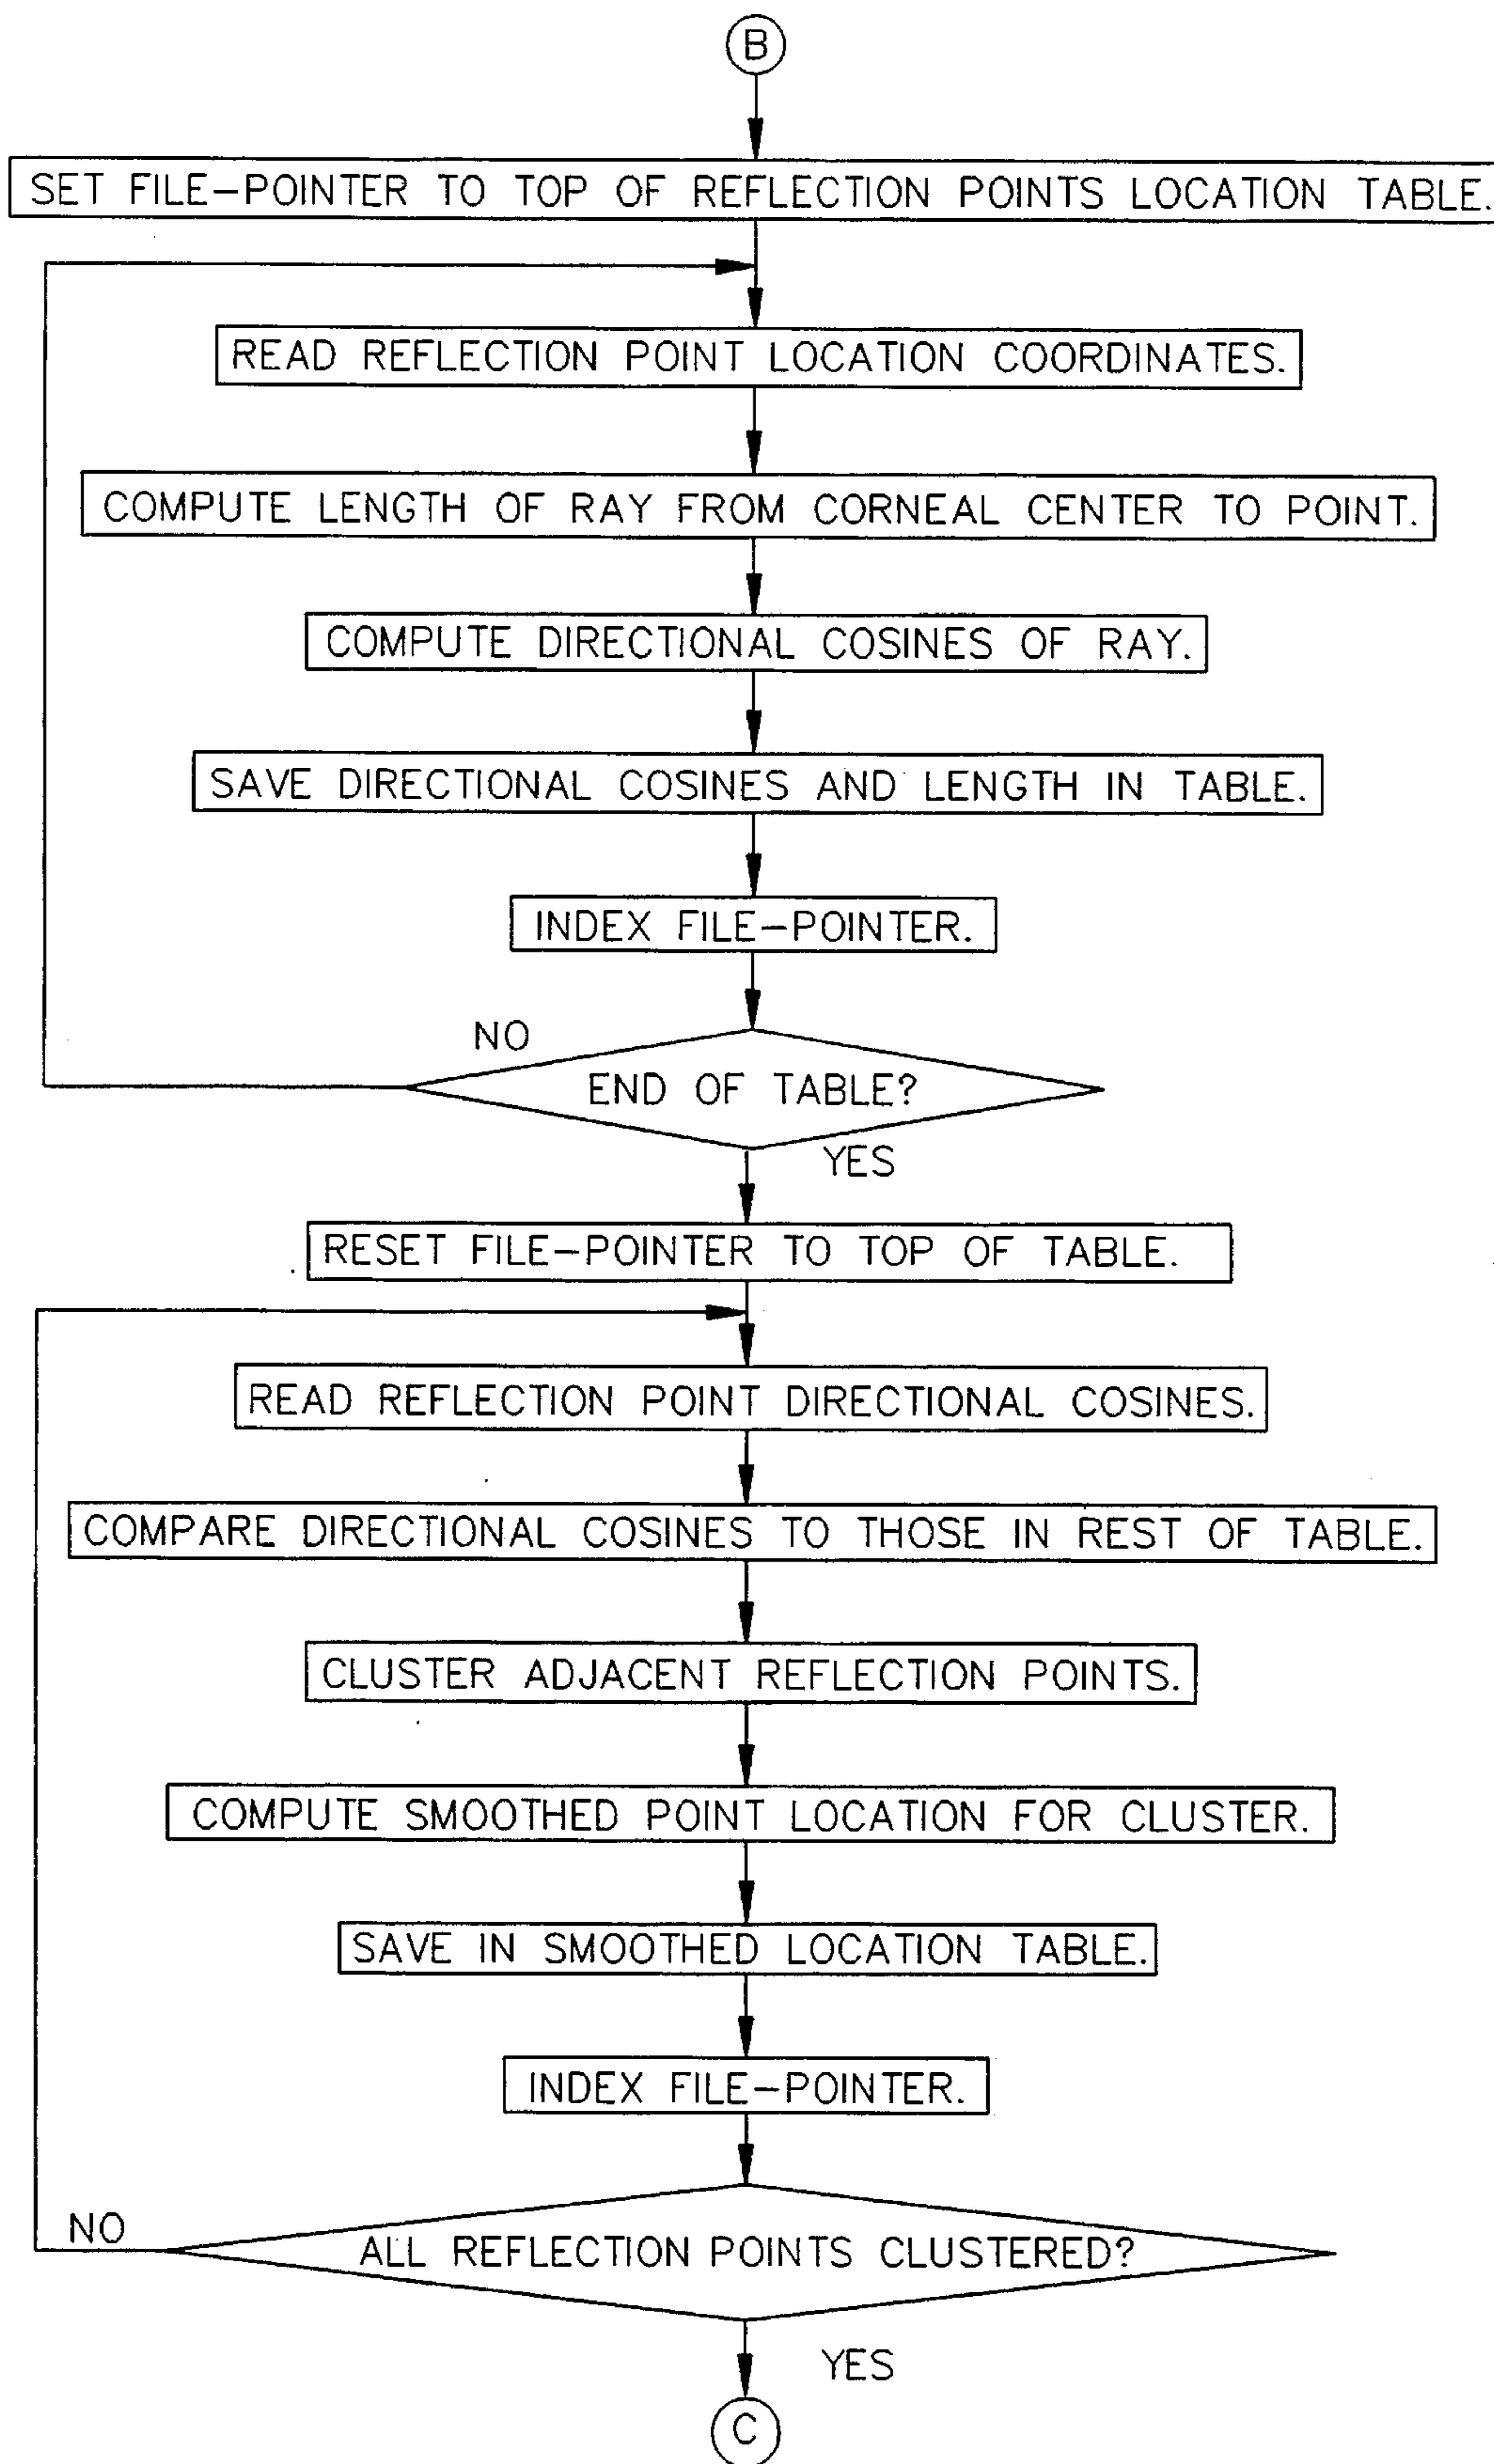 B
SET FILE-POINTER TO TOP OF REFLECTION POINTS LOCATION TABLE.
READ REFLECTION POINT LOCATION COORDINATES.
COMPUTE LENGTH OF RAY FROM CORNEAL CENTER TO POINT.
COMPUTE DIRECTIONAL COSINES OF RAY.
SAVE DIRECTIONAL COSINES AND LENGTH IN TABLE.
INDEX FILE-POINTER.
NO
END OF TABLE?
YES
RESET FILE-POINTER TO TOP OF TABLE.
READ REFLECTION POINT DIRECTIONAL COSINES.
COMPARE DIRECTIONAL COSINES TO THOSE IN REST OF TABLE.
CLUSTER ADJACENT REFLECTION POINTS.
COMPUTE SMOOTHED POINT LOCATION FOR CLUSTER.
SAVE IN SMOOTHED LOCATION TABLE.
INDEX FILE-POINTER.
NO
ALL REFLECTION POINTS CLUSTERED?
YES
C